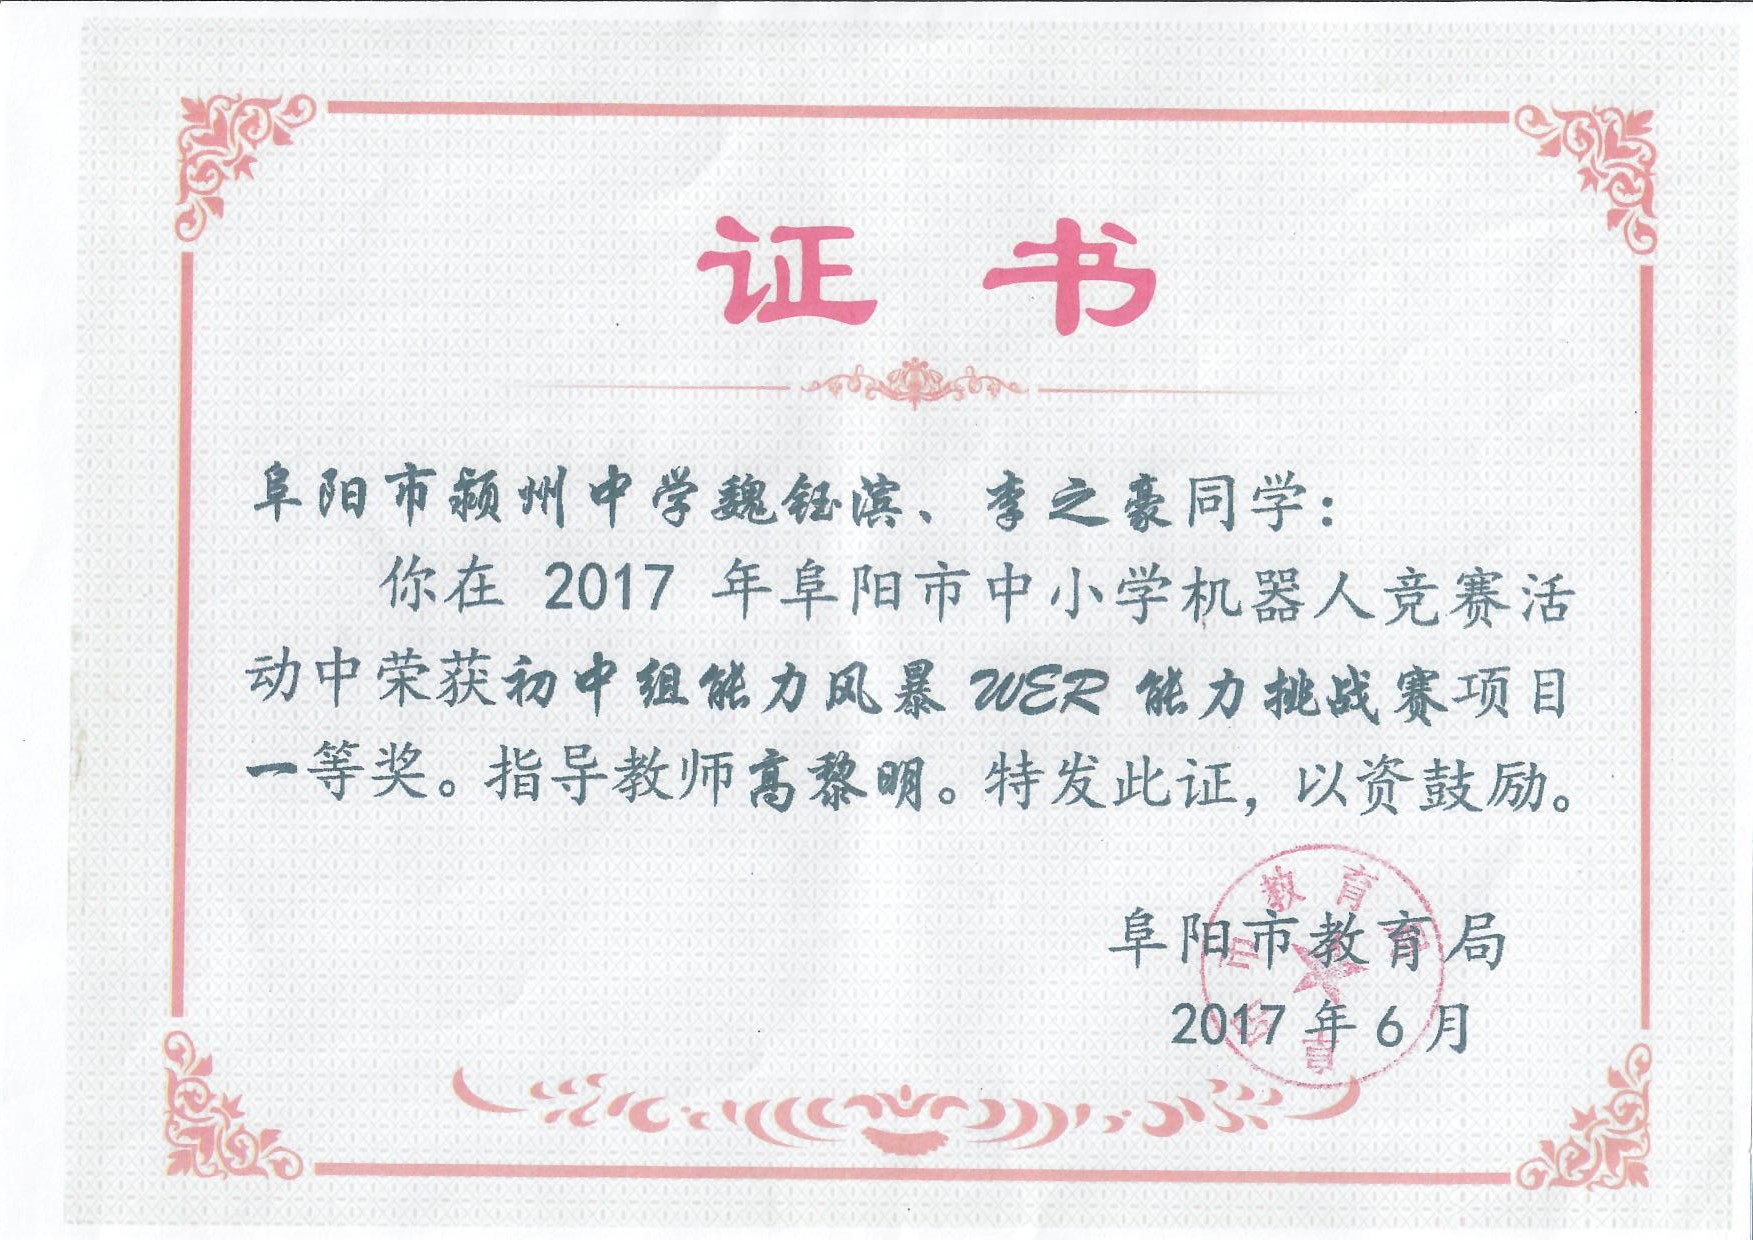 证书
阜阳市颍州中学魏钰滨、李之豪同学：
你在 2017 年阜阳市中小学机器人竞赛活
动中荣获初中组能力风暴 WER 能力挑战赛项目
一等奖。指导教师高黎明。特发此证，以资鼓励。
市教育
阜阳市教育局
2017 年 6 月